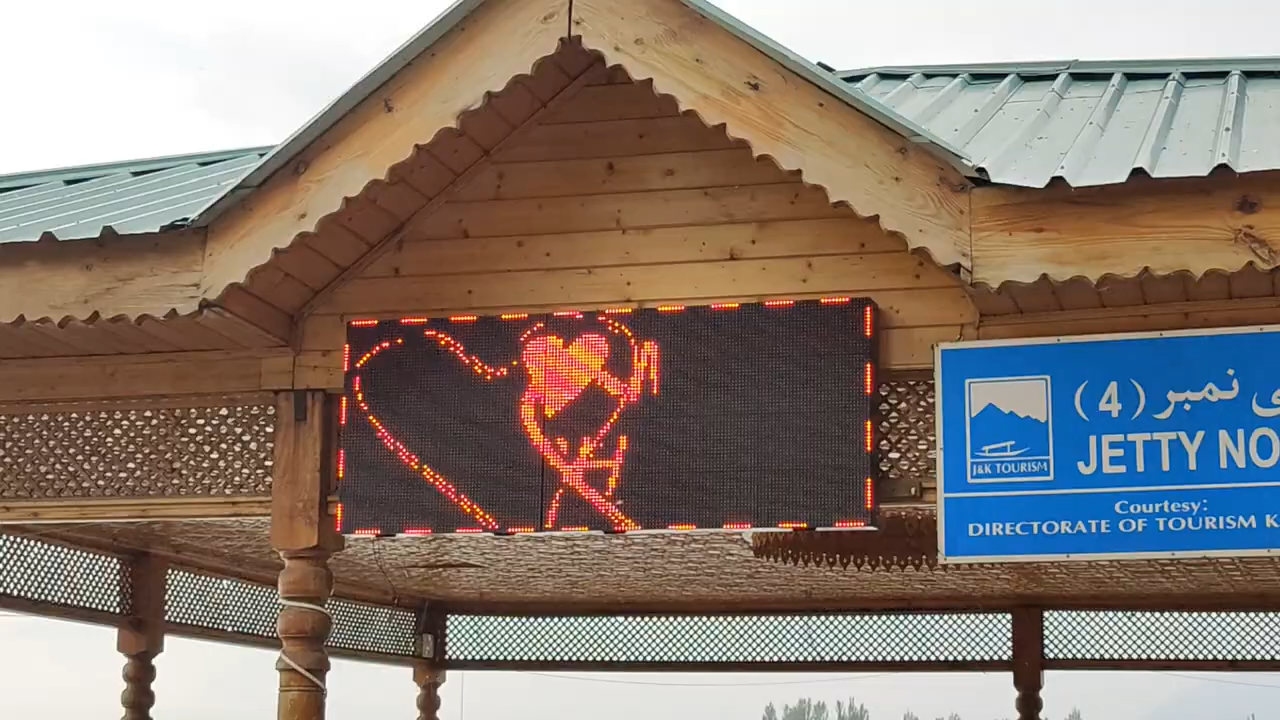 نمبر (4)
JETTY NO
J&K TOURISM
Courtesy:
DIRECTORATE OF TOURISM K